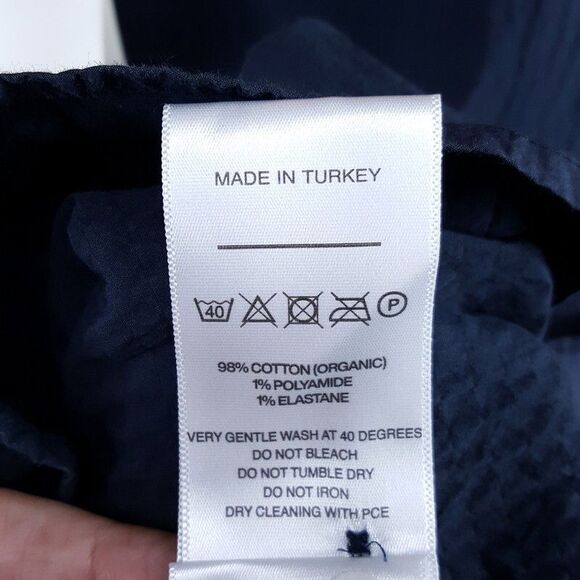 MADE IN TURKEY
40 P
98% COTTON (ORGANIC)
1% POLYAMIDE
1% ELASTANE
VERY GENTLE WASH AT 40 DEGREES
DO NOT BLEACH
DO NOT TUMBLE DRY
DO NOT IRON
DRY CLEANING WITH PCE